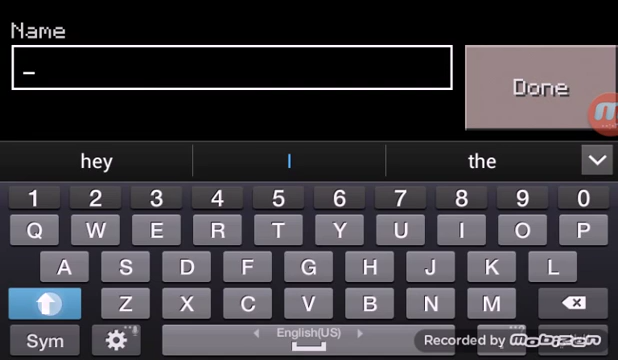 Name
_
Done
hey I the
1 2 3 4 5 6 7 8 9 0
Q W E R T Y U I O P
A S D F G H J K L
Z X C V B N M
Sym English(US)
Recorded by mobizen